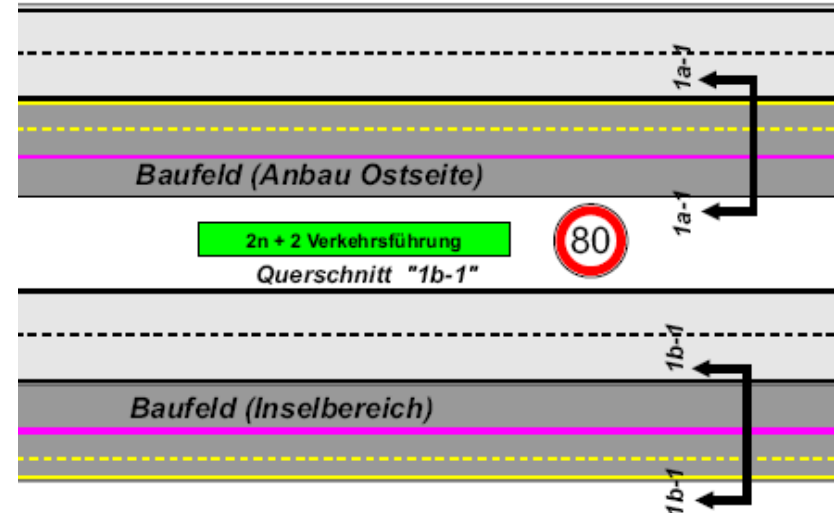 1a-1
Baufeld (Anbau Ostseite)
1a-1
2n + 2 Verkehrsführung
80
Querschnitt "1b-1"
1b-1
Baufeld (Inselbereich)
1b-1